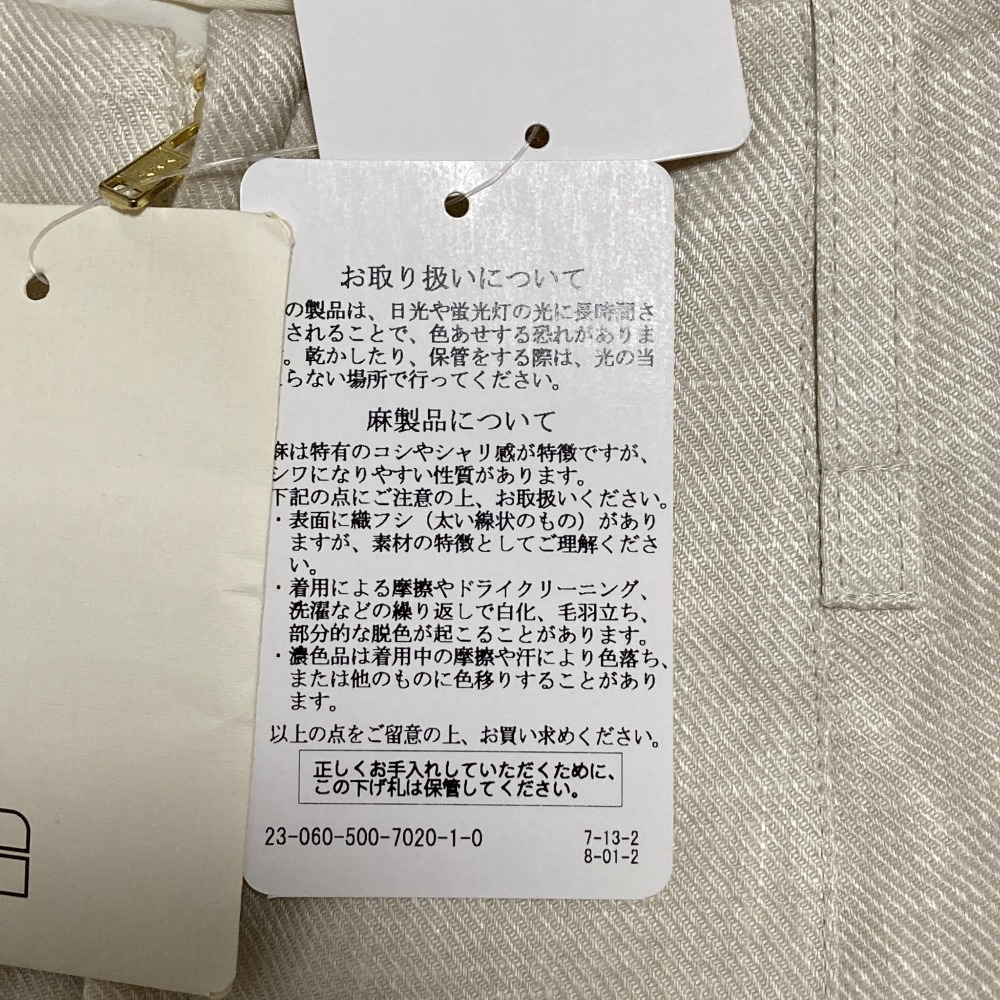 お取り扱いについて
の製品は、日光や蛍光灯の光に長時間さ
されることで、色あせする恐れがありま
。乾かしたり、保管をする際は、光の当
らない場所で行ってください。
麻製品について
麻は特有のコシやシャリ感が特徴ですが、
シワになりやすい性質があります。
下記の点にご注意の上、お取扱いください。
・表面に織フシ（太い線状のもの）があり
ますが、素材の特徴としてご理解くださ
い。
・着用による摩擦やドライクリーニング、
洗濯などの繰り返しで白化、毛羽立ち、
部分的な脱色が起こることがあります。
・濃色品は着用中の摩擦や汗により色落ち、
または他のものに色移りすることがあり
ます。
以上の点をご留意の上、お買い求めください。
正しくお手入れしていただくために、
この下げ札は保管してください。
23-060-500-7020-1-0 7-13-2
8-01-2